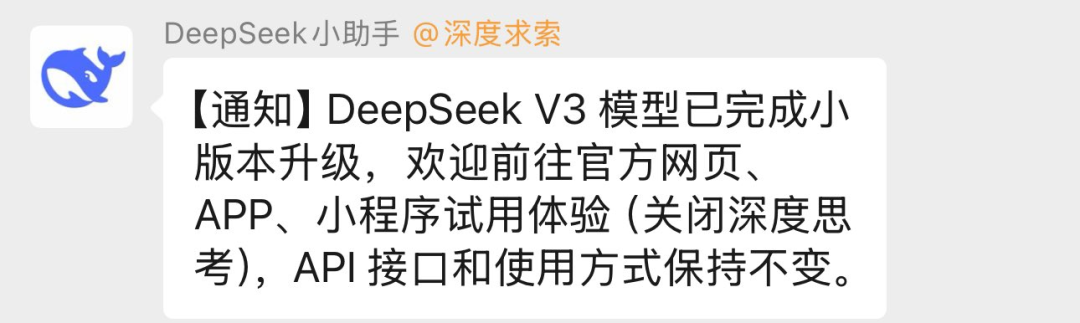 DeepSeek小助手 @深度求索
【通知】DeepSeek V3 模型已完成小
版本升级，欢迎前往官方网页、
APP、小程序试用体验（关闭深度思
考），API 接口和使用方式保持不变。